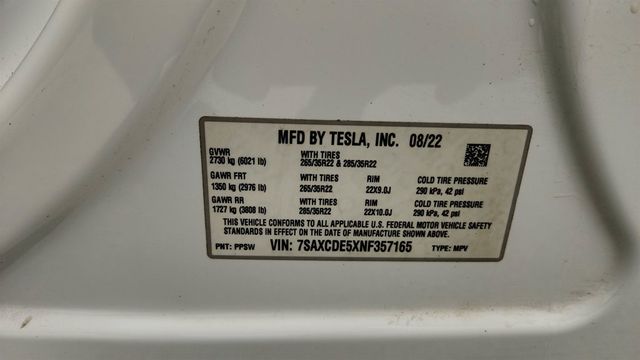 MFD BY TESLA, INC. 08/22
GVWR
2730 kg (6021 lb)
WITH TIRES
265/35R22 & 285/35R22
GAWR FRT
1350 kg (2976 lb)
WITH TIRES
265/35R22
RIM
22X9.0J
COLD TIRE PRESSURE
290 kPa, 42 psi
GAWR RR
1727 kg (3808 lb)
WITH TIRES
285/35R22
RIM
22X10.0J
COLD TIRE PRESSURE
290 kPa, 42 psi
THIS VEHICLE CONFORMS TO ALL APPLICABLE U.S. FEDERAL MOTOR VEHICLE SAFETY
STANDARDS IN EFFECT ON THE DATE OF MANUFACTURE SHOWN ABOVE.
PNT: PPSW VIN: 7SAXCDE5XNF357165 TYPE: MPV